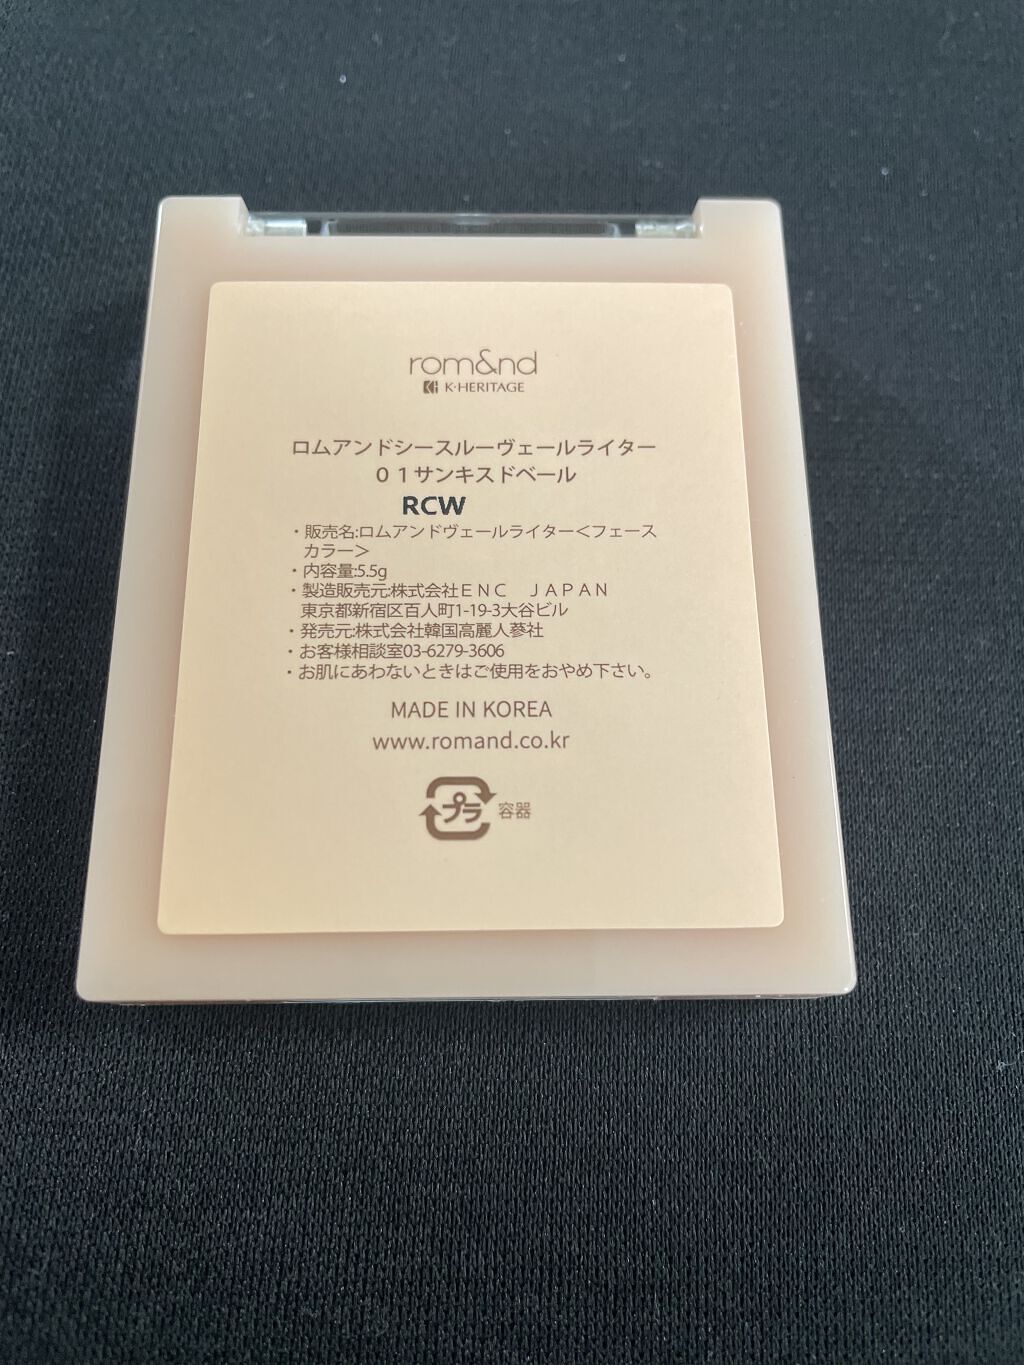 rom&nd
K·HERITAGE
ロムアンドシースルーヴェールライター
０１サンキスドベール
RCW
・販売名:ロムアンドヴェールライター＜フェース
カラー＞
・内容量:5.5g
・製造販売元:株式会社ＥＮＣ　ＪＡＰＡＮ
東京都新宿区百人町1-19-3大谷ビル
・発売元:株式会社韓国高麗人蔘社
・お客様相談室03-6279-3606
・お肌にあわないときはご使用をおやめ下さい。
MADE IN KOREA
www.romand.co.kr
プラ 容器